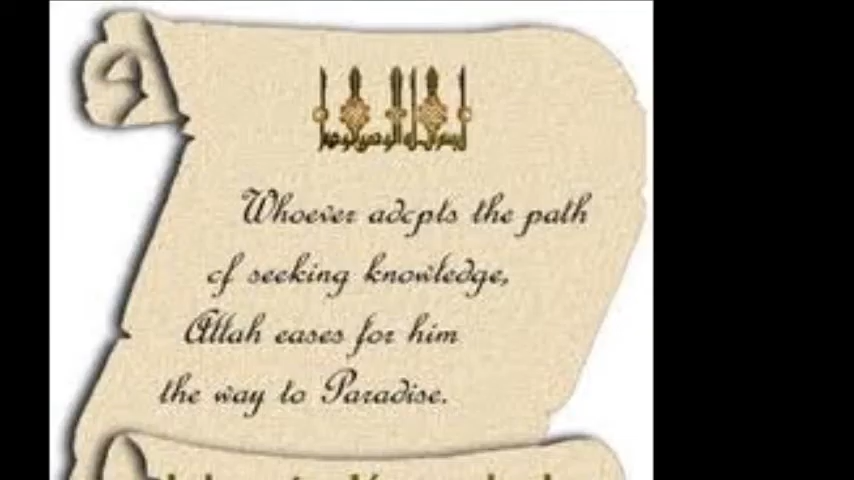 Whoever adopts the path
of seeking knowledge,
Allah eases for him
the way to Paradise.